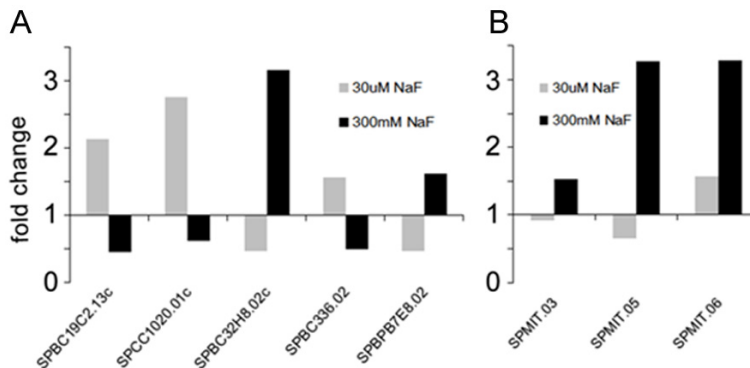 A
fold change
3
2
1
0
30uM NaF
300mM NaF
SPBC19C2.13c
SPCC1020.01c
SPBC32H8.02c
SPBC336.02
SPBPB7E8.02
B
3
2
1
0
30uM NaF
300mM NaF
SPMIT.03
SPMIT.05
SPMIT.06